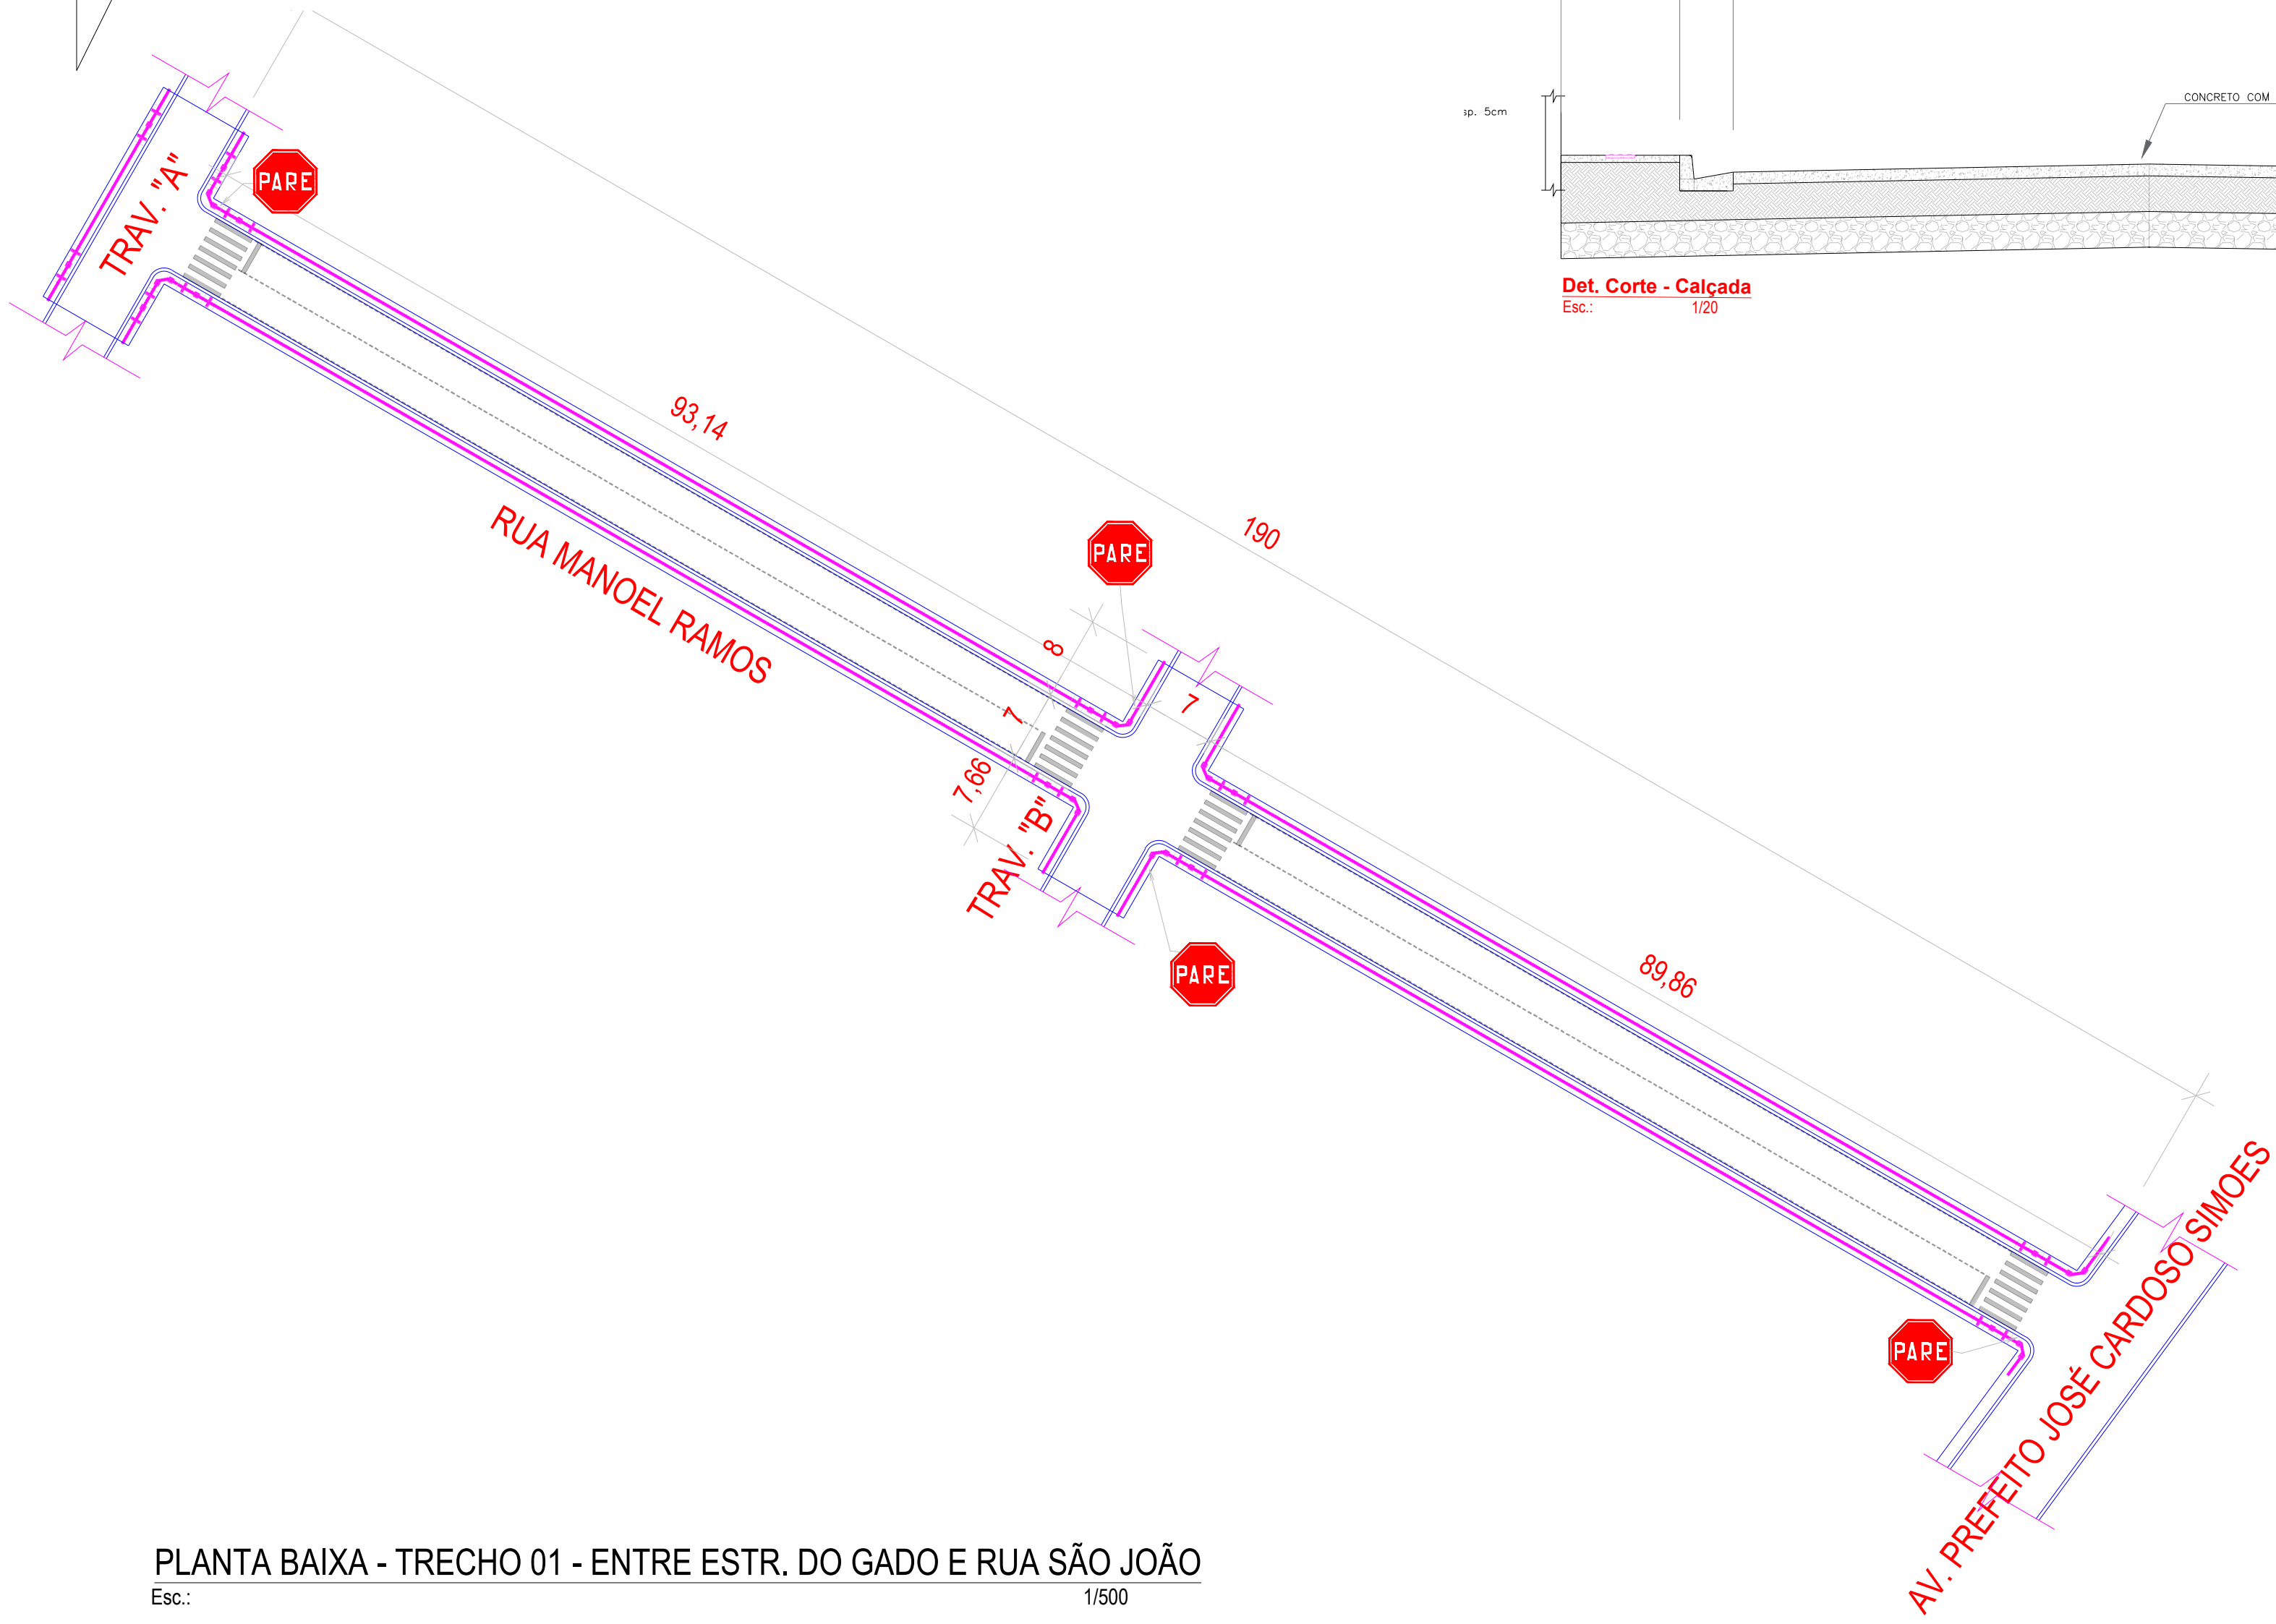 CONCRETO COM
sp. 5cm
TRAV. "A"
PARE
Det. Corte - Calçada
Esc.: 1/20
93,14
RUA MANOEL RAMOS
190
PARE
8
7
7
7,66
TRAV. "B"
PARE
89,86
PARE
AV. PREFEITO JOSÉ CARDOSO SIMOES
PLANTA BAIXA - TRECHO 01 - ENTRE ESTR. DO GADO E RUA SÃO JOÃO
Esc.: 1/500